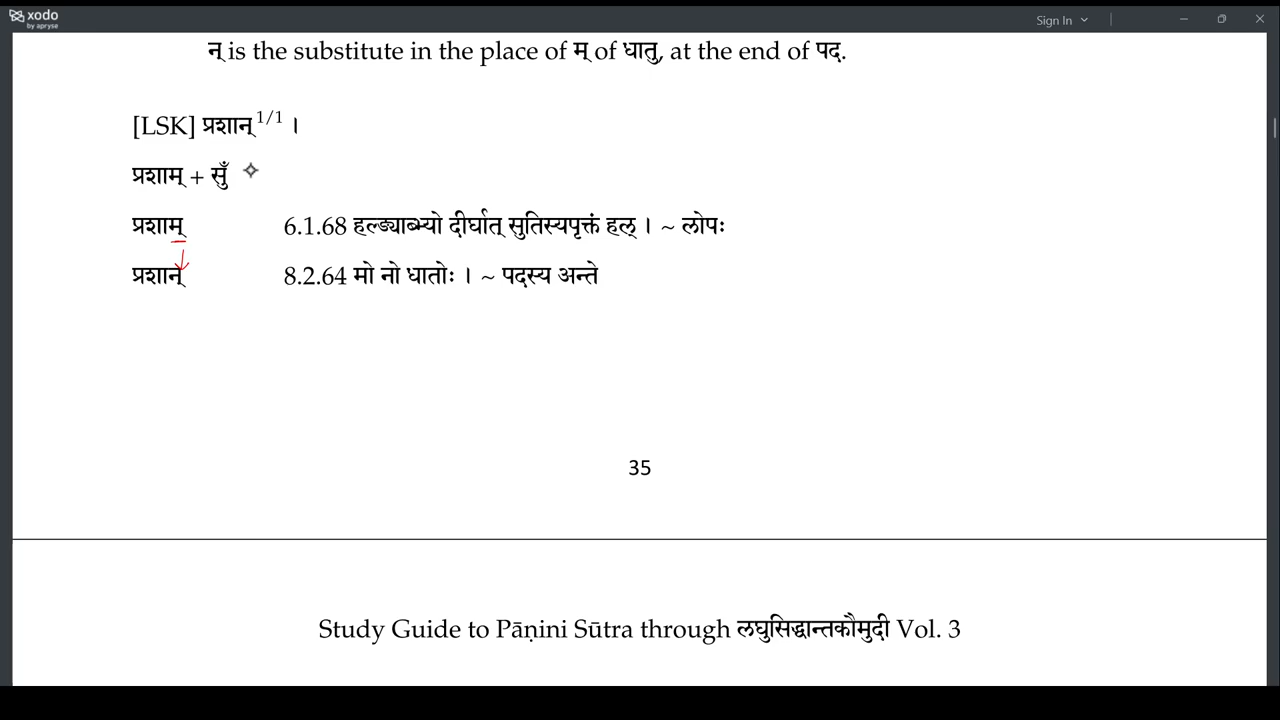 xodo
by apryse
Sign In
न् is the substitute in the place of म् of धातु, at the end of पद.
[LSK] प्रशान् 1/1 ।
प्रशाम् + सुँ
प्रशाम् 6.1.68 हल्ङ्याब्भ्यो दीर्घात् सुतिस्यपृक्तं हल् । ~ लोपः
प्रशान् 8.2.64 मो नो धातोः । ~ पदस्य अन्ते
35
Study Guide to Pāṇini Sūtra through लघुसिद्धान्तकौमुदी Vol. 3